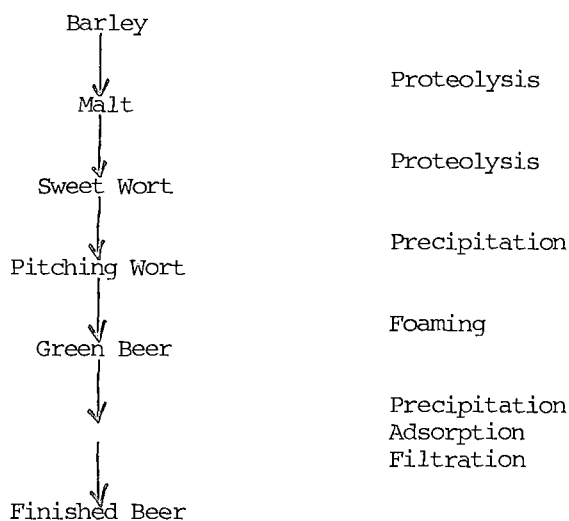 Barley
Proteolysis
Malt
Proteolysis
Sweet Wort
Precipitation
Pitching Wort
Foaming
Green Beer
Precipitation
Adsorption
Filtration
Finished Beer